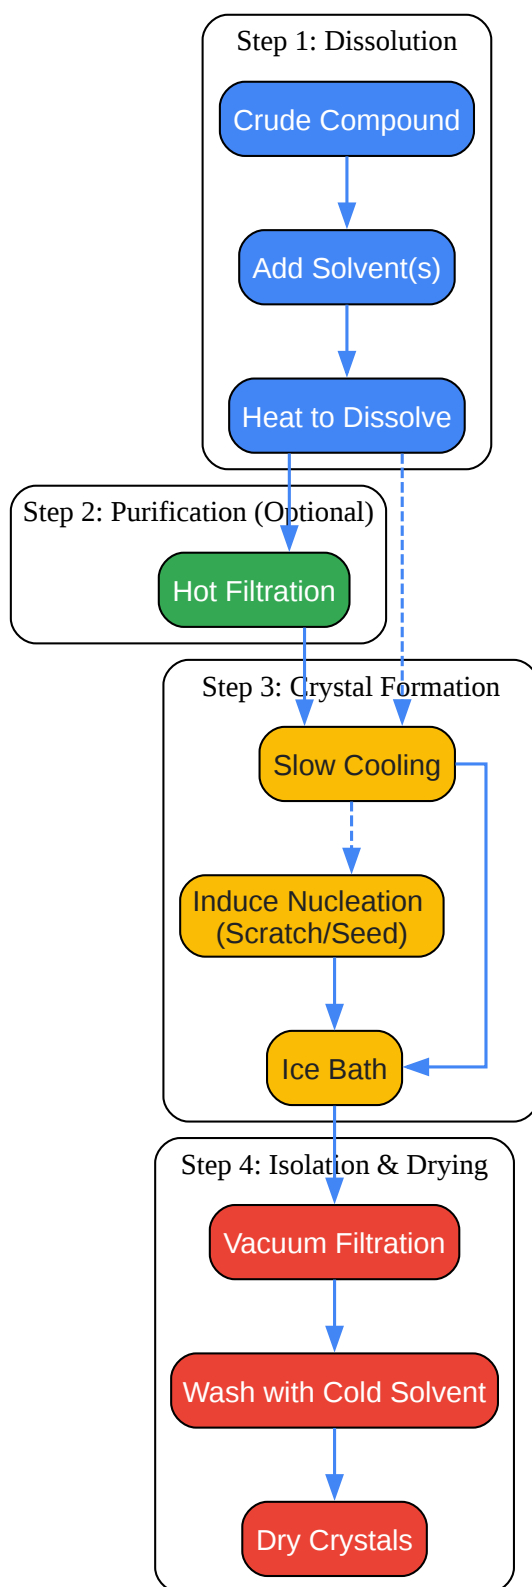 Step 1: Dissolution
Crude Compound
Add Solvent(s)
Heat to Dissolve
Step 2: Purification (Optional)
Hot Filtration
Step 3: Crystal Formation
Slow Cooling
Induce Nucleation
(Scratch/Seed)
Ice Bath
Step 4: Isolation & Drying
Vacuum Filtration
Wash with Cold Solvent
Dry Crystals